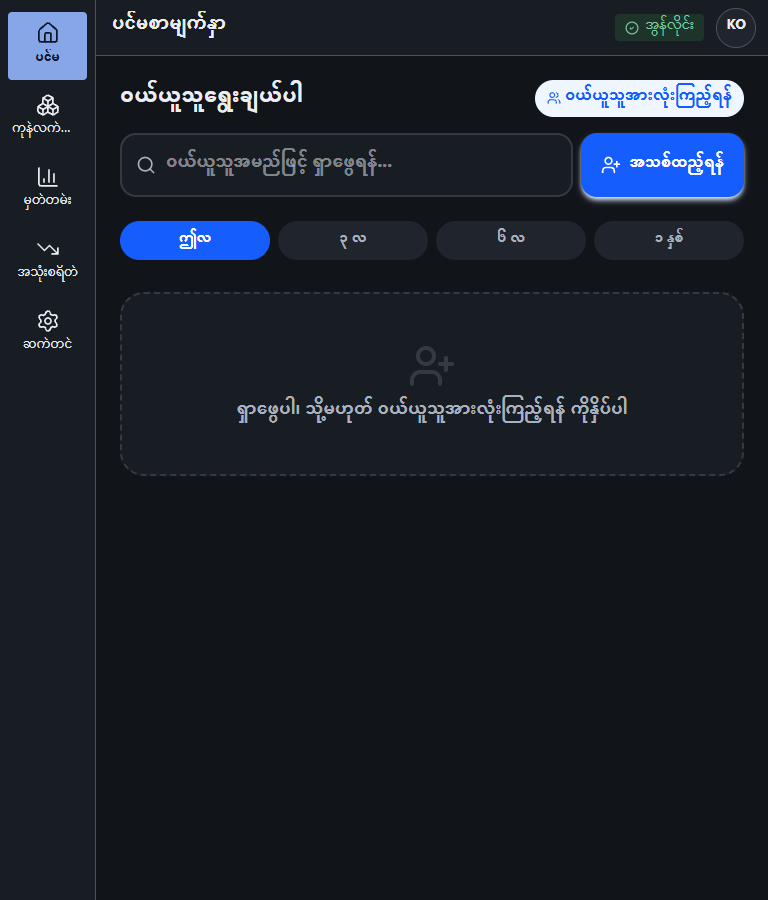 ပင်မစာမျက်နှာ
အွန်လိုင်း
KO
ပင်မ
ကုန်လက်...
မှတ်တမ်း
အသုံးစရိတ်
ဆက်တင်
ဝယ်ယူသူရွေးချယ်ပါ
ဝယ်ယူသူအားလုံးကြည့်ရန်
ဝယ်ယူသူအမည်ဖြင့် ရှာဖွေရန်...
အသစ်ထည့်ရန်
ဤလ
၃ လ
၆ လ
၁ နှစ်
ရှာဖွေပါ၊ သို့မဟုတ် ဝယ်ယူသူအားလုံးကြည့်ရန် ကိုနှိပ်ပါ